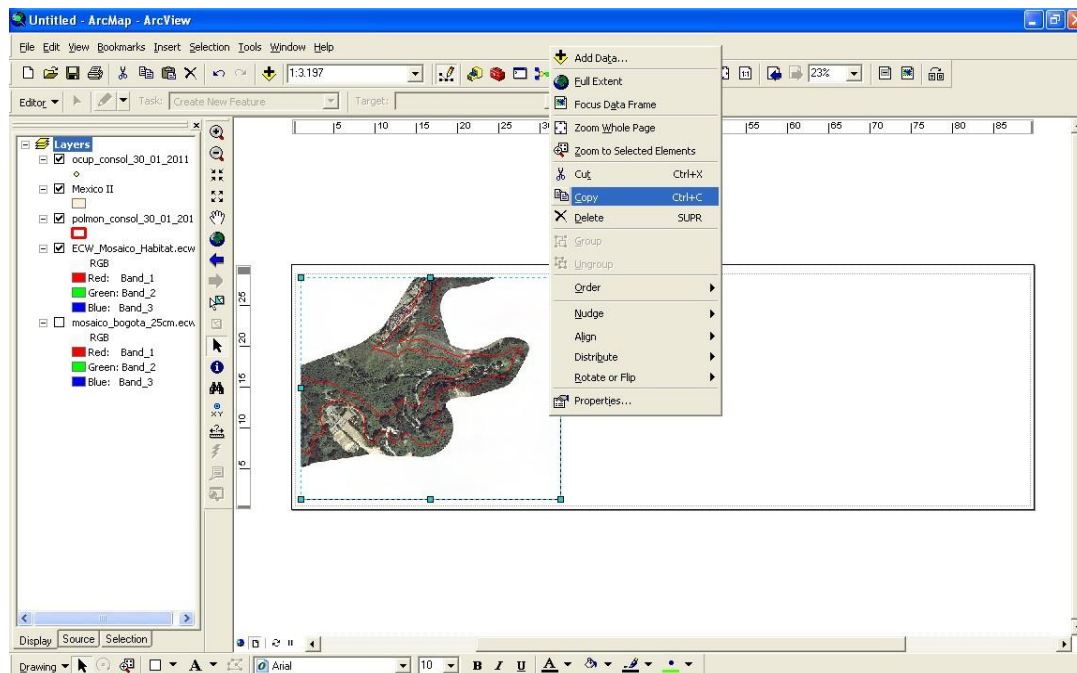 Untitled - ArcMap - ArcView
File Edit View Bookmarks Insert Selection Tools Window Help
1:3.197
23%
Editor Task: Create New Feature Target:
Layers
ocup_consol_30_01_2011
Mexico II
polmon_consol_30_01_201
ECW_Mosaico_Habitat.ecw
RGB
Red: Band_1
Green: Band_2
Blue: Band_3
mosaico_bogota_25cm.ecw
RGB
Red: Band_1
Green: Band_2
Blue: Band_3
5 10 15 20 25 55 60 65 70 75 80 85
25
20
15
10
5
Add Data...
Full Extent
Focus Data Frame
Zoom Whole Page
Zoom to Selected Elements
Cut Ctrl+X
Copy Ctrl+C
Delete SUPR
Group
Ungroup
Order
Nudge
Align
Distribute
Rotate or Flip
Properties...
Display Source Selection
Drawing A Arial 10 B I U A